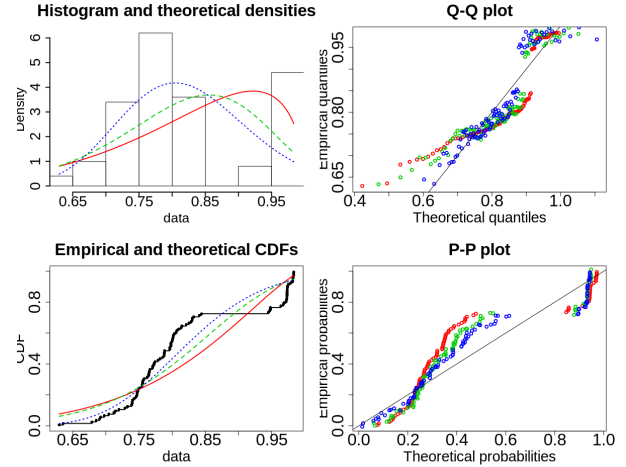 Histogram and theoretical densities
Density
0 1 2 3 4 5 6
0.65 0.75 0.85 0.95
data
Q-Q plot
Empirical quantiles
0.65 0.80 0.95
0.4 0.6 0.8 1.0
Theoretical quantiles
Empirical and theoretical CDFs
CDF
0.0 0.4 0.8
0.65 0.75 0.85 0.95
data
P-P plot
Empirical probabilities
0.0 0.4 0.8
0.0 0.2 0.4 0.6 0.8 1.0
Theoretical probabilities